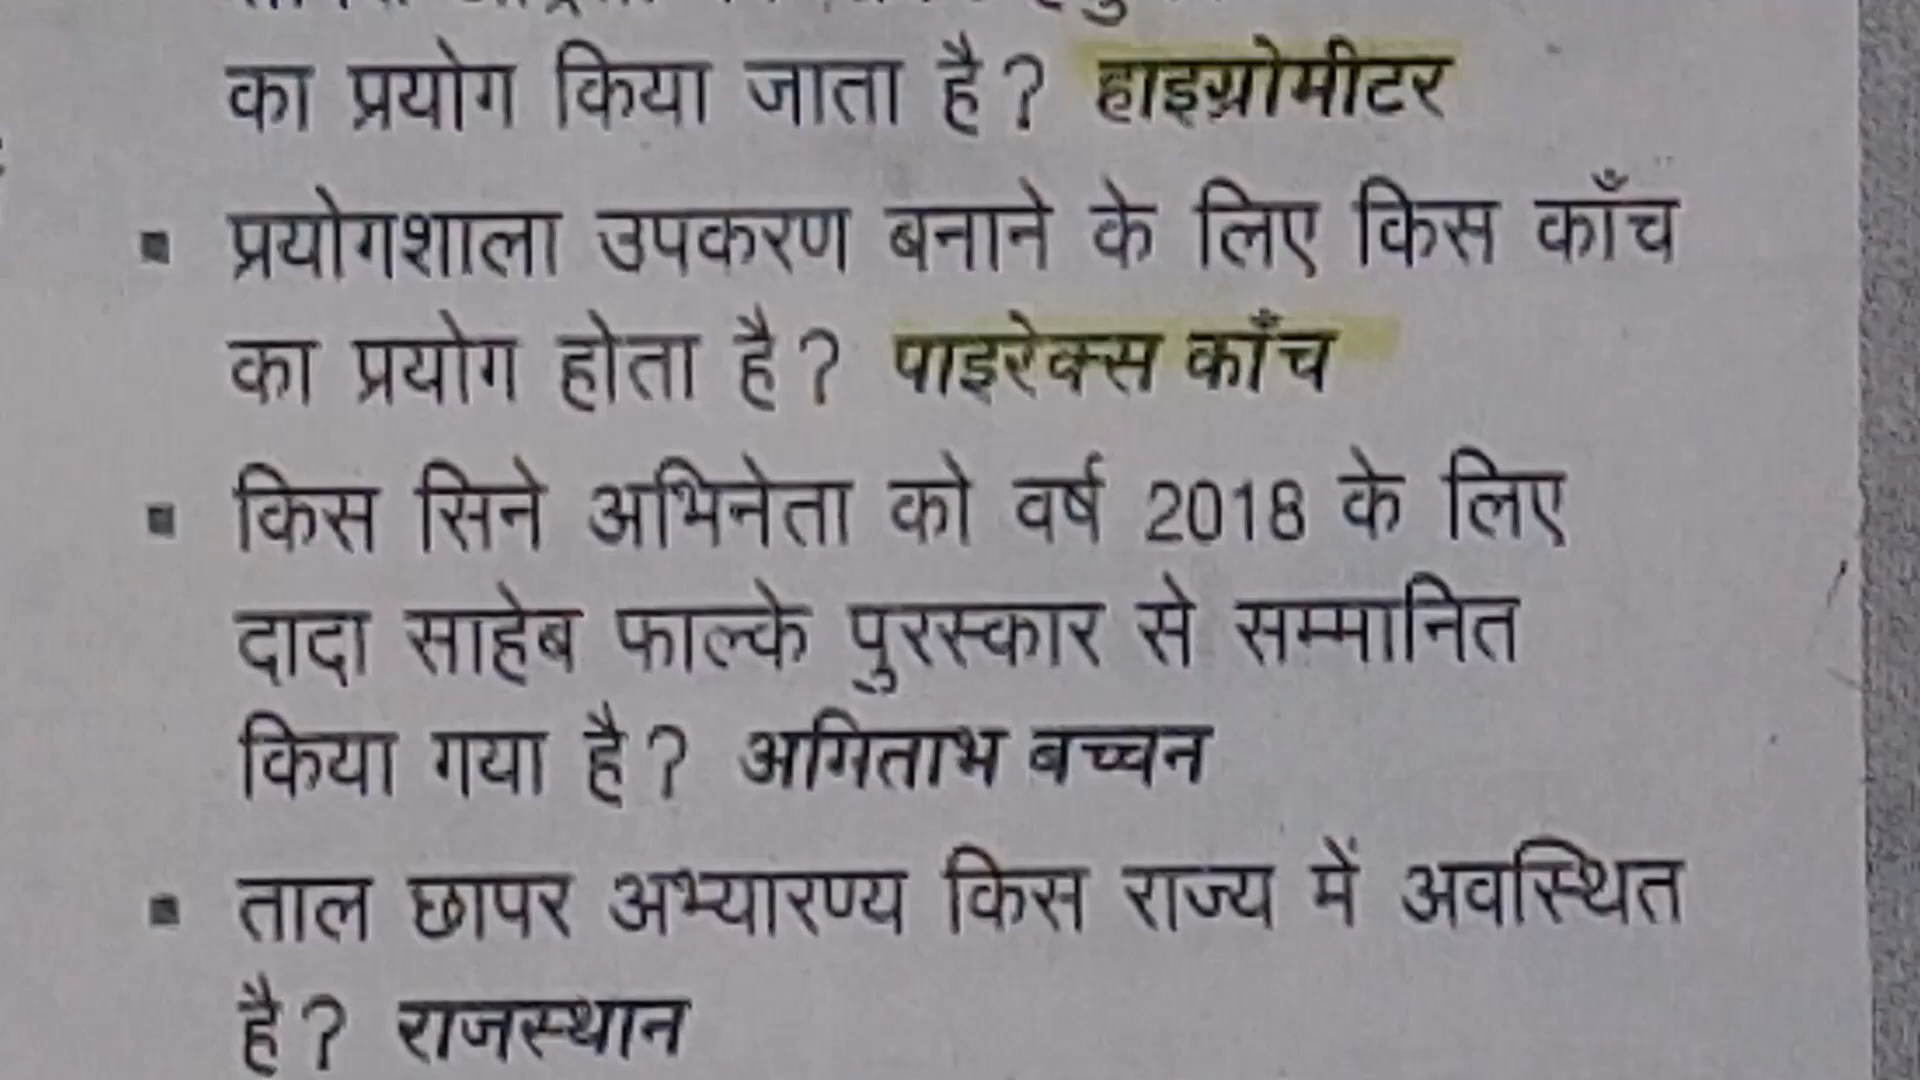 का प्रयोग किया जाता है? हाइग्रोमीटर
▪ प्रयोगशाला उपकरण बनाने के लिए किस काँच
का प्रयोग होता है? पाइरेक्स काँच
▪ किस सिने अभिनेता को वर्ष 2018 के लिए
दादा साहेब फाल्के पुरस्कार से सम्मानित
किया गया है? अमिताभ बच्चन
▪ ताल छापर अभ्यारण्य किस राज्य में अवस्थित
है? राजस्थान